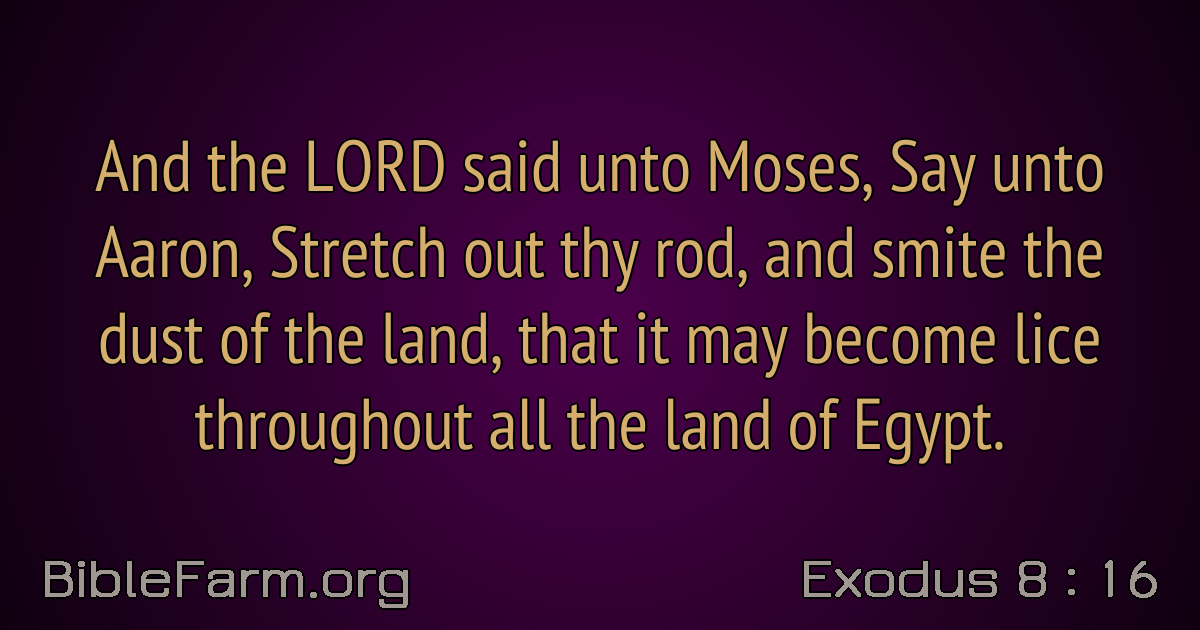 And the LORD said unto Moses, Say unto
Aaron, Stretch out thy rod, and smite the
dust of the land, that it may become lice
throughout all the land of Egypt.
BibleFarm.org
Exodus 8 : 16